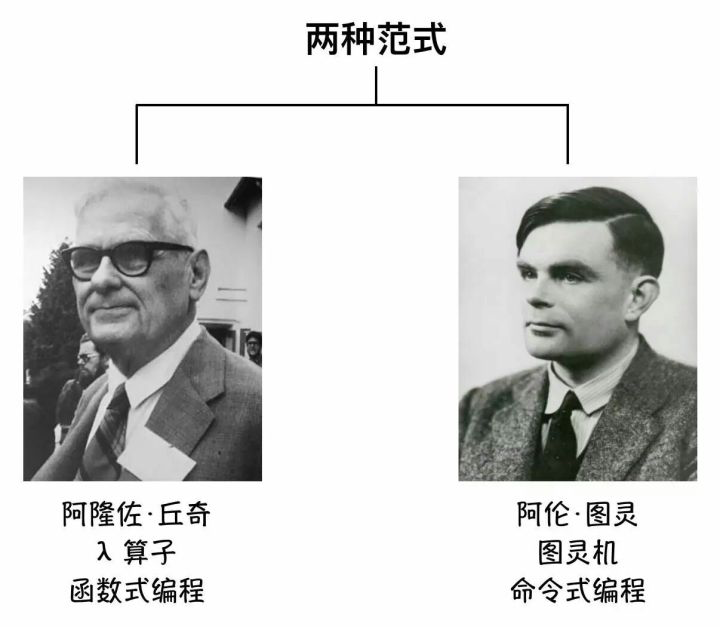 两种范式
阿隆佐·丘奇
λ 算子
函数式编程
阿伦·图灵
图灵机
命令式编程